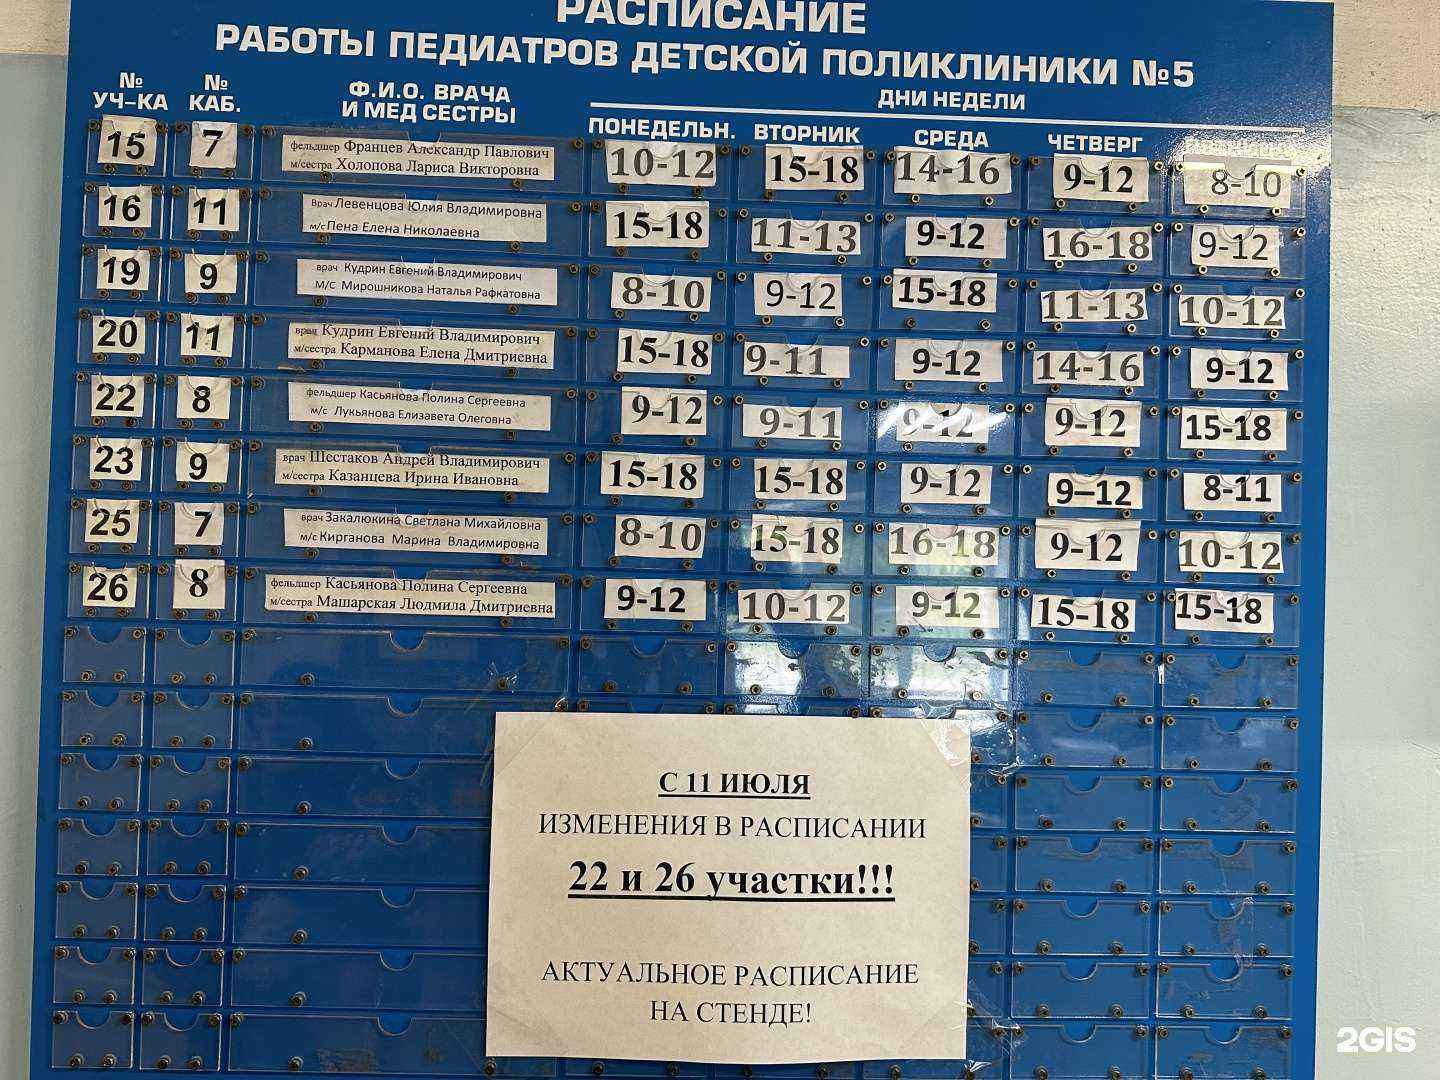 РАСПИСАНИЕ
РАБОТЫ ПЕДИАТРОВ ДЕТСКОЙ ПОЛИКЛИНИКИ №5
№ УЧ-КА № КАБ. Ф.И.О. ВРАЧА И МЕД СЕСТРЫ ДНИ НЕДЕЛИ
ПОНЕДЕЛЬН. ВТОРНИК СРЕДА ЧЕТВЕРГ
15 7 фельдшер Францев Александр Павлович
м/сестра Холопова Лариса Викторовна
10-12 15-18 14-16 9-12 8-10
16 11 Врач Левенцова Юлия Владимировна
м/с Пена Елена Николаевна
15-18 11-13 9-12 16-18 9-12
19 9 врач Кудрин Евгений Владимирович
М/С Мирошникова Наталья Рафкатовна
8-10 9-12 15-18 11-13 10-12
20 11 врач Кудрин Евгений Владимирович
м/сестра Карманова Елена Дмитриевна
15-18 9-11 9-12 14-16 9-12
22 8 фельдшер Касьянова Полина Сергеевна
м/с Лукьянова Елизавета Олеговна
9-12 9-11 9-12 9-12 15-18
23 9 врач Шестаков Андрей Владимирович
м/сестра Казанцева Ирина Ивановна
15-18 15-18 9-12 9–12 8-11
25 7 врач Закалюкина Светлана Михайловна
м/с Кирганова Марина Владимировна
8-10 15-18 16-18 9-12 10-12
26 8 фельдшер Касьянова Полина Сергеевна
м/сестра Машарская Людмила Дмитриевна
9-12 10-12 9-12 15-18 15-18
С 11 ИЮЛЯ
ИЗМЕНЕНИЯ В РАСПИСАНИИ
22 и 26 участки!!!
АКТУАЛЬНОЕ РАСПИСАНИЕ
НА СТЕНДЕ!
2GIS